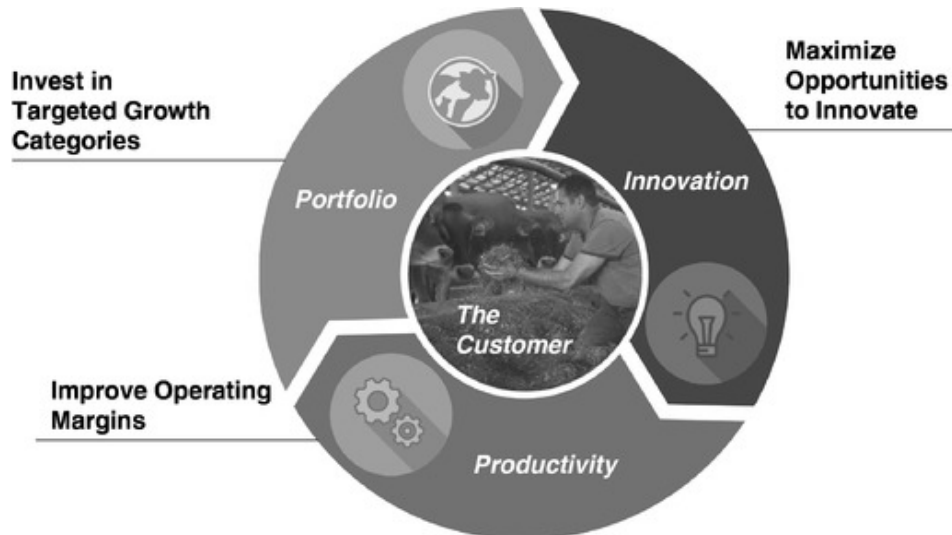 Invest in
Targeted Growth
Categories
Maximize
Opportunities
to Innovate
Portfolio
Innovation
The
Customer
Improve Operating
Margins
Productivity